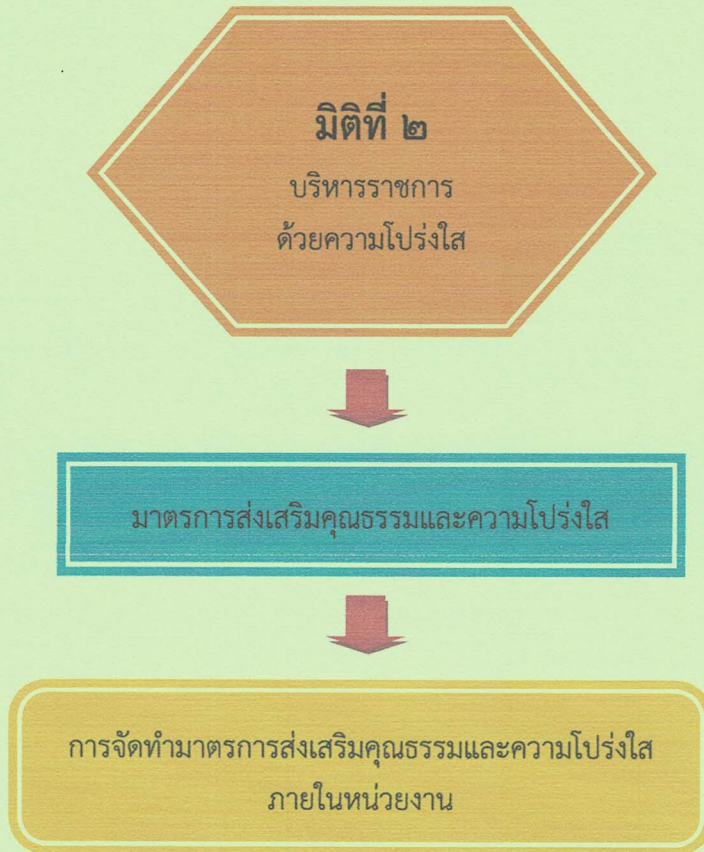 มิติที่ ๒
บริหารราชการ
ด้วยความโปร่งใส
มาตรการส่งเสริมคุณธรรมและความโปร่งใส
การจัดทำมาตรการส่งเสริมคุณธรรมและความโปร่งใส
ภายในหน่วยงาน